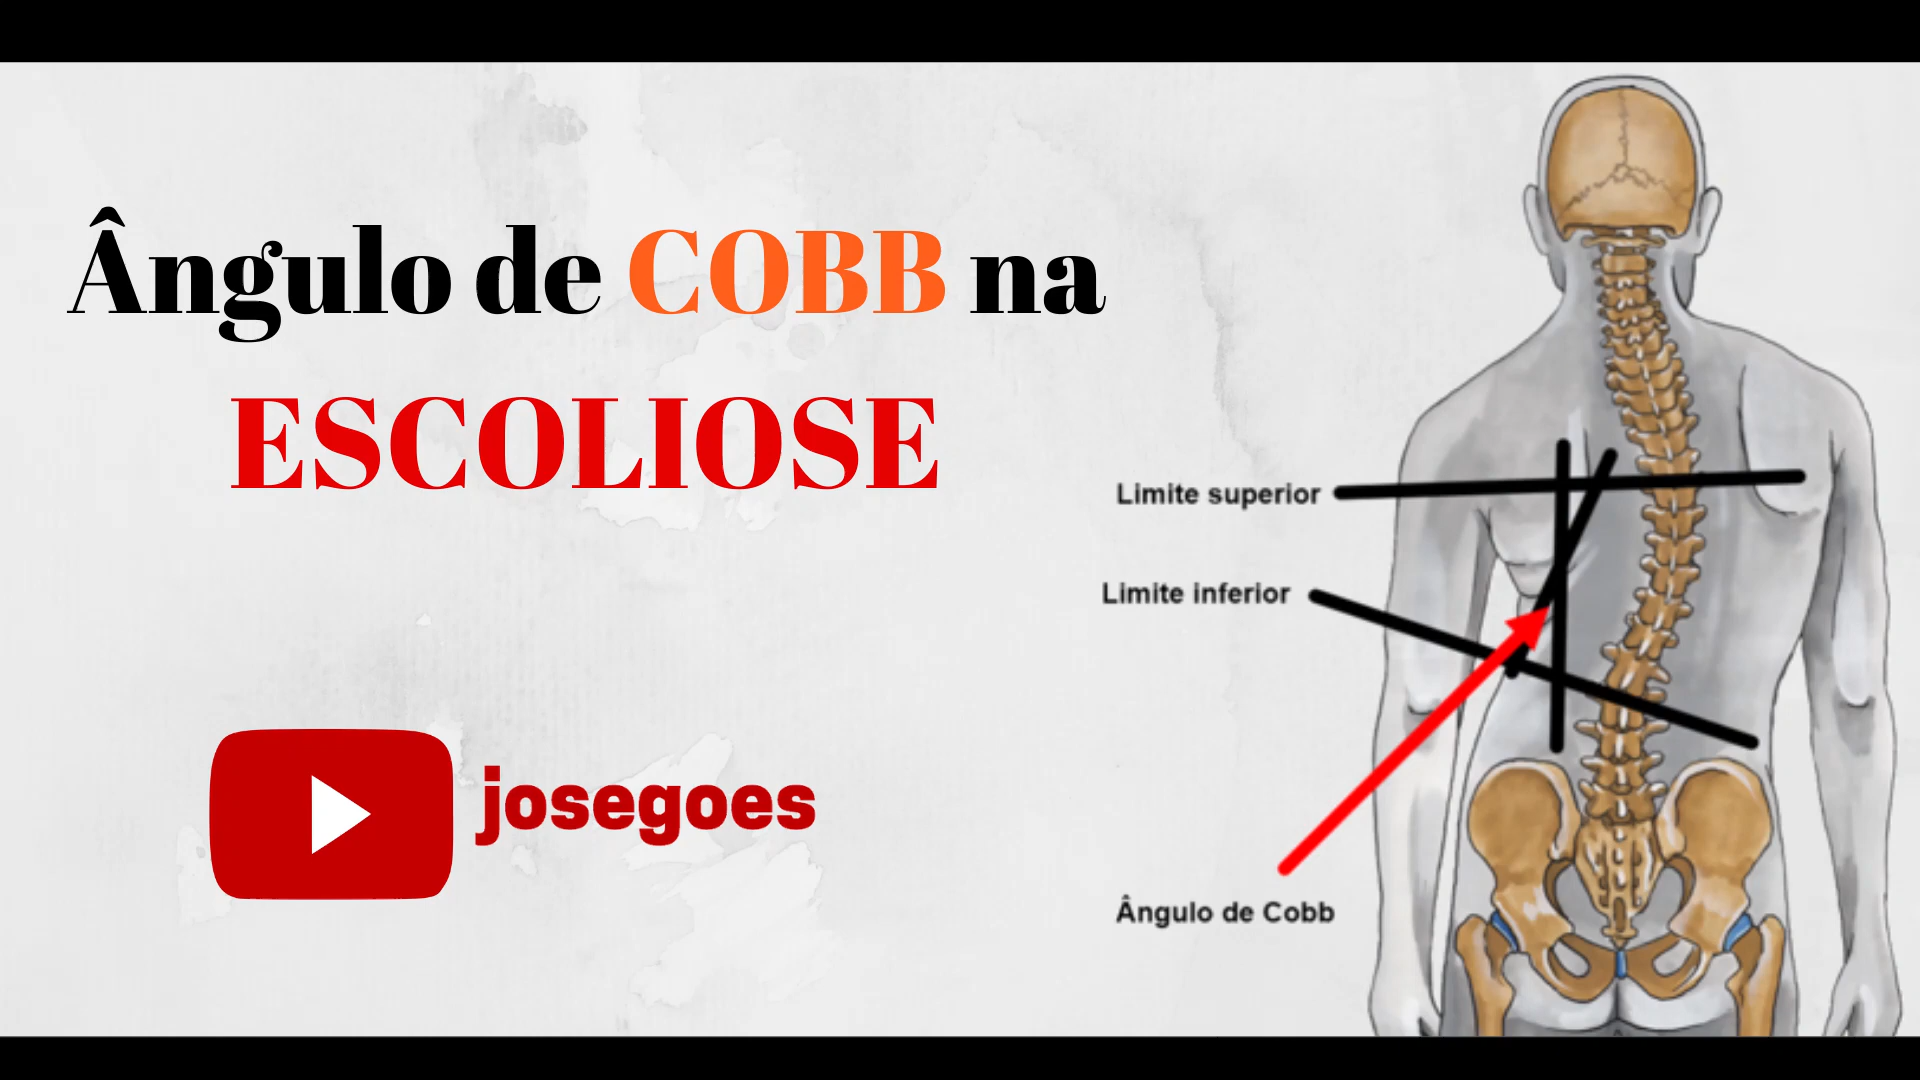 Ângulo de COBB na
ESCOLIOSE
Limite superior
Limite inferior
josegoes
Ângulo de Cobb